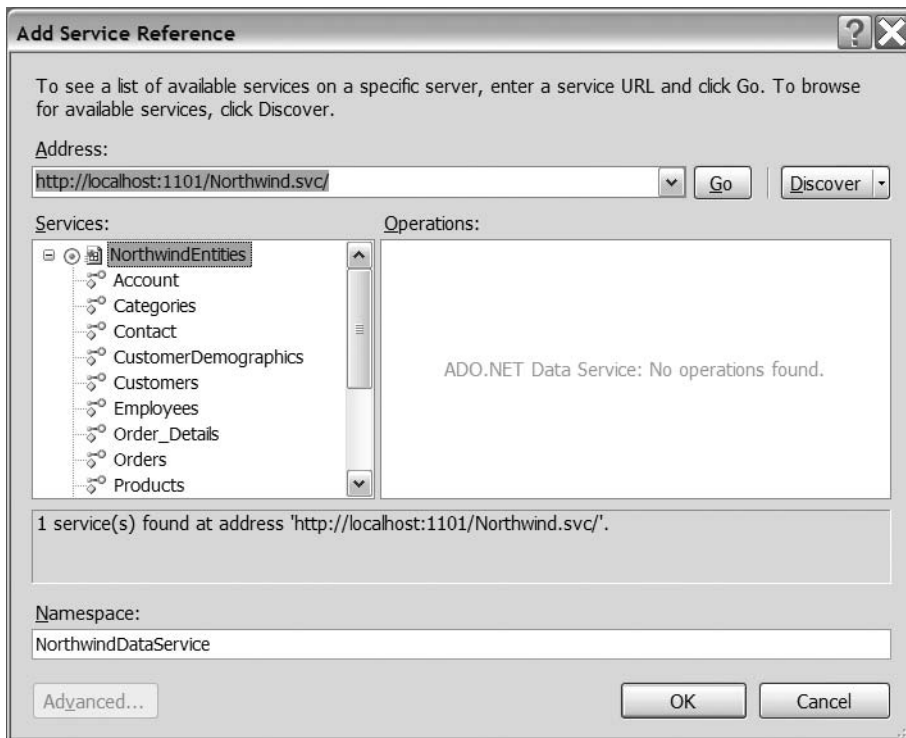 Add Service Reference
To see a list of available services on a specific server, enter a service URL and click Go. To browse
for available services, click Discover.
Address:
http://localhost:1101/Northwind.svc/
Go
Discover
Services:
Operations:
NorthwindEntities
Account
Categories
Contact
CustomerDemographics
Customers
Employees
Order_Details
Orders
Products
ADO.NET Data Service: No operations found.
1 service(s) found at address 'http://localhost:1101/Northwind.svc/'.
Namespace:
NorthwindDataService
Advanced...
OK
Cancel